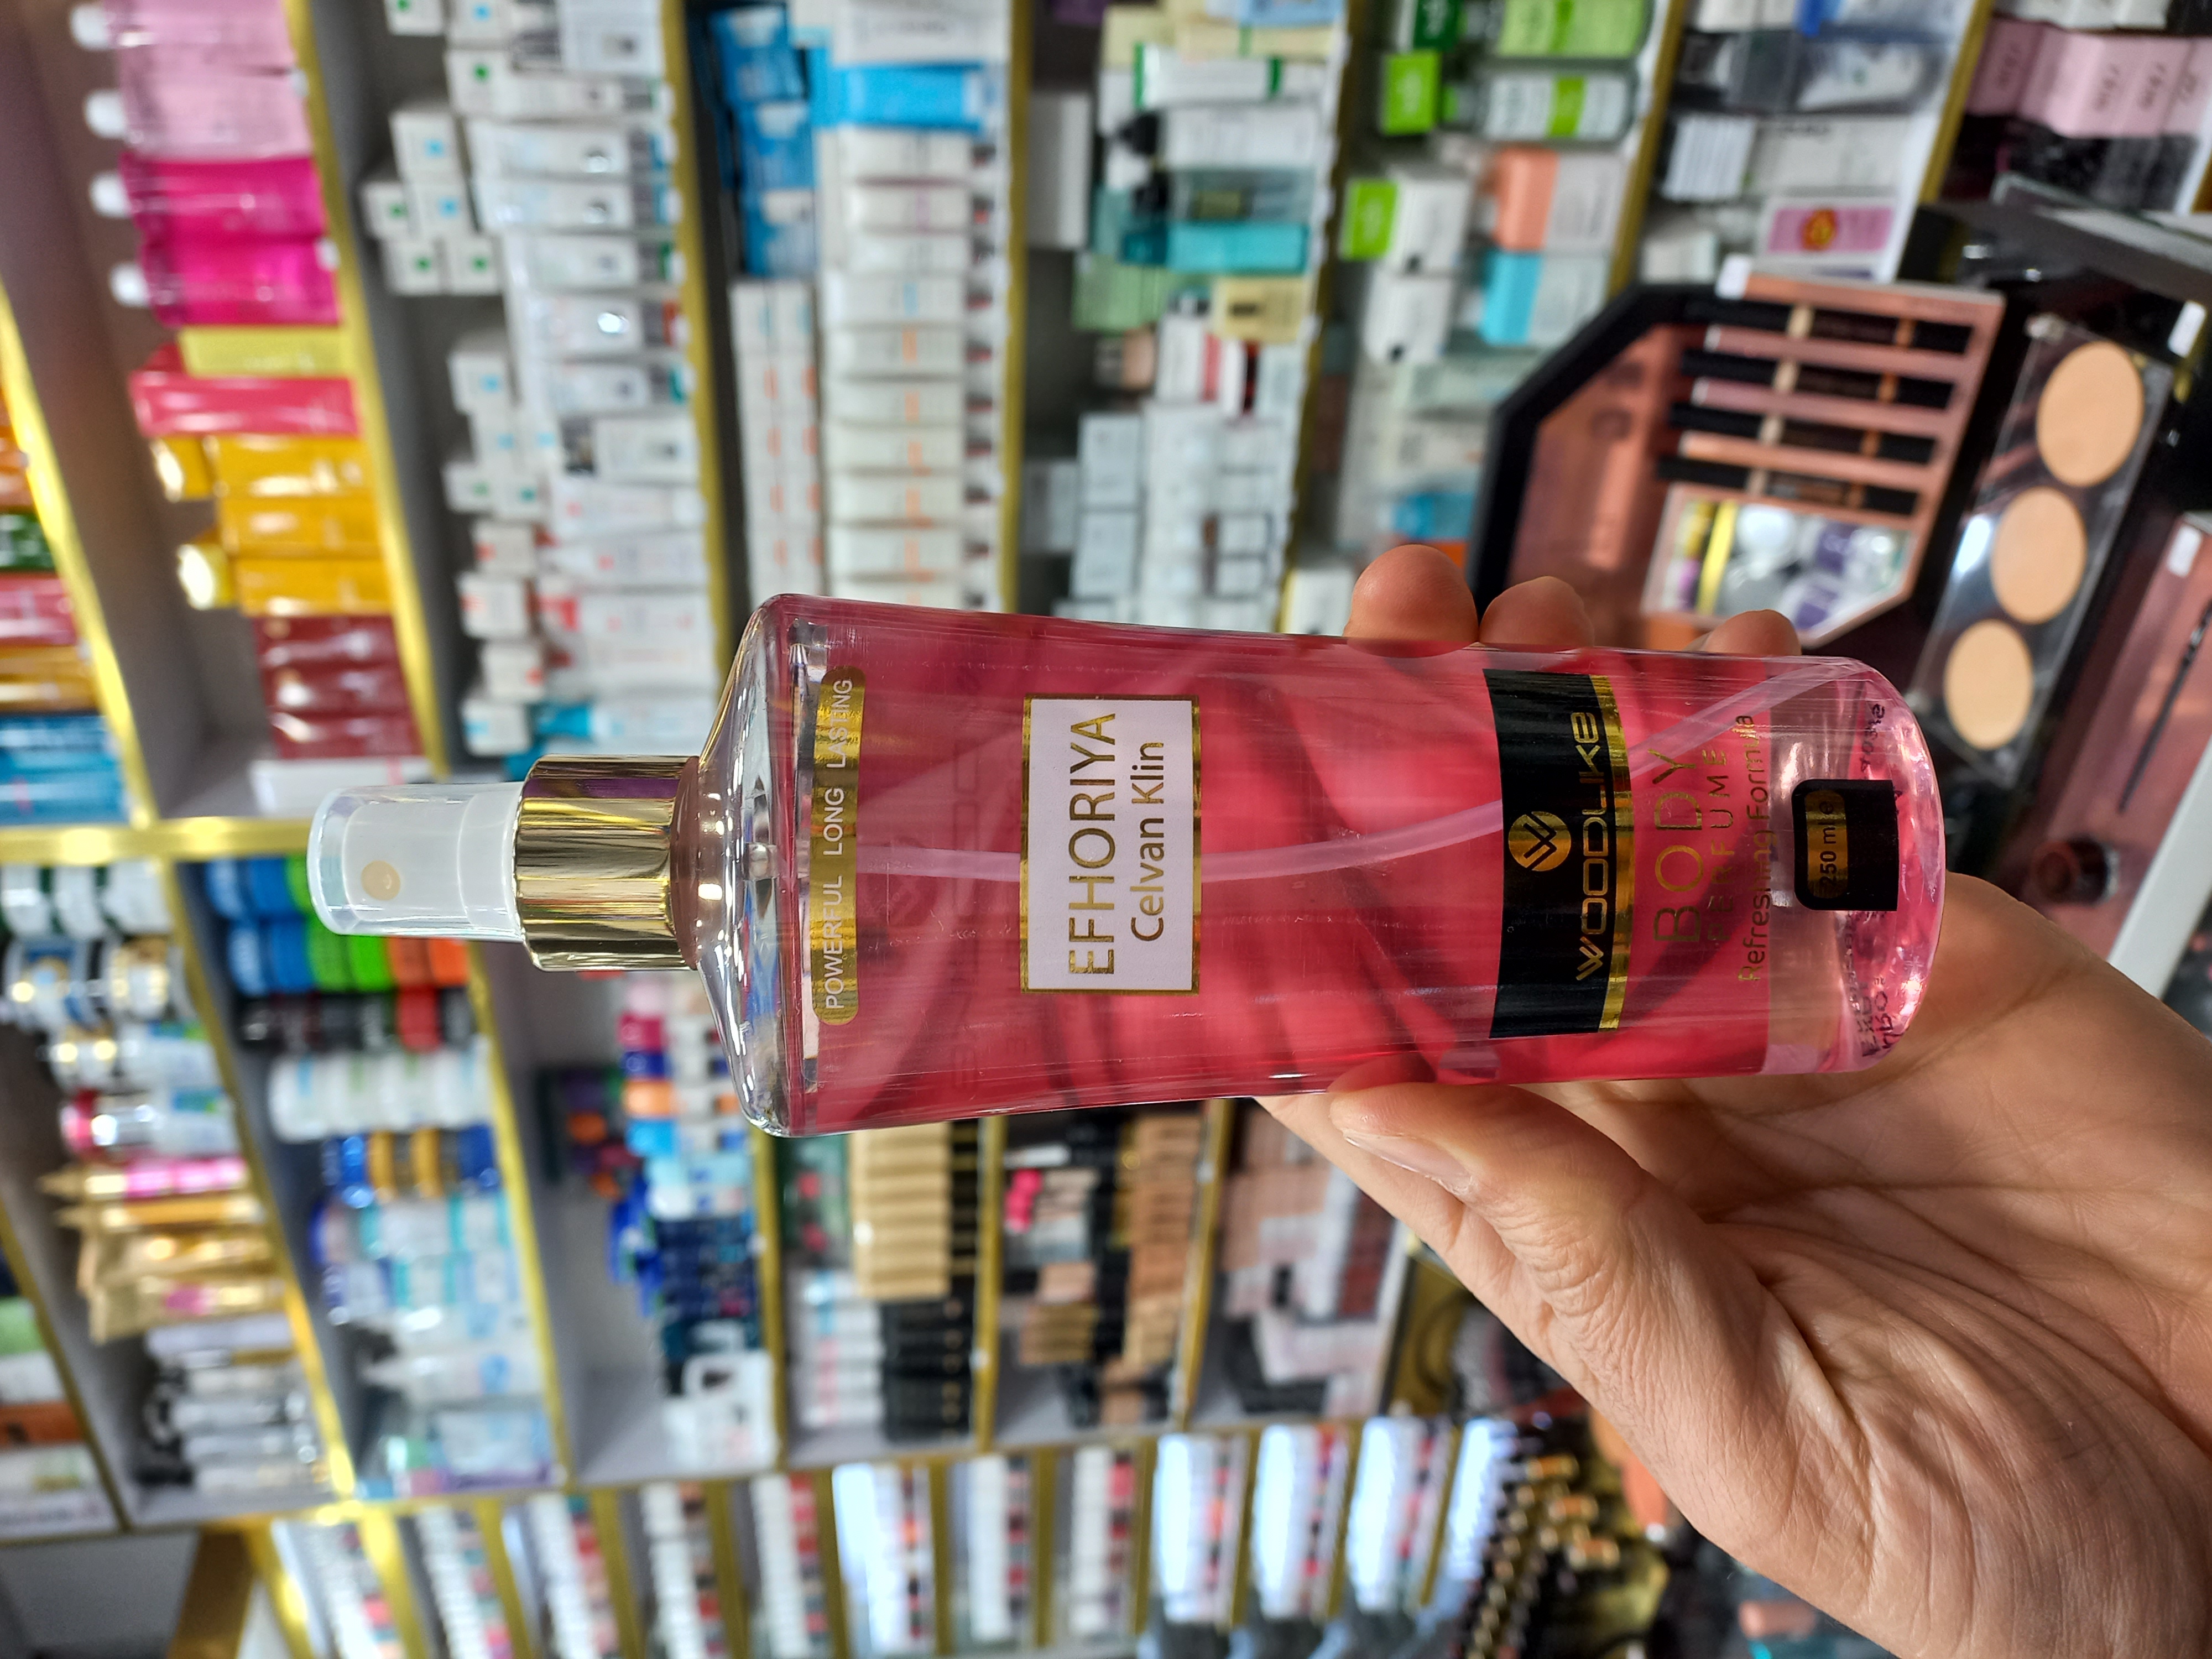 POWERFUL LONG LASTING
EFHORIYA
Celvan Klin
WOODLIKE
BODY
PERFUME
Refreshing Formula
250 ml e